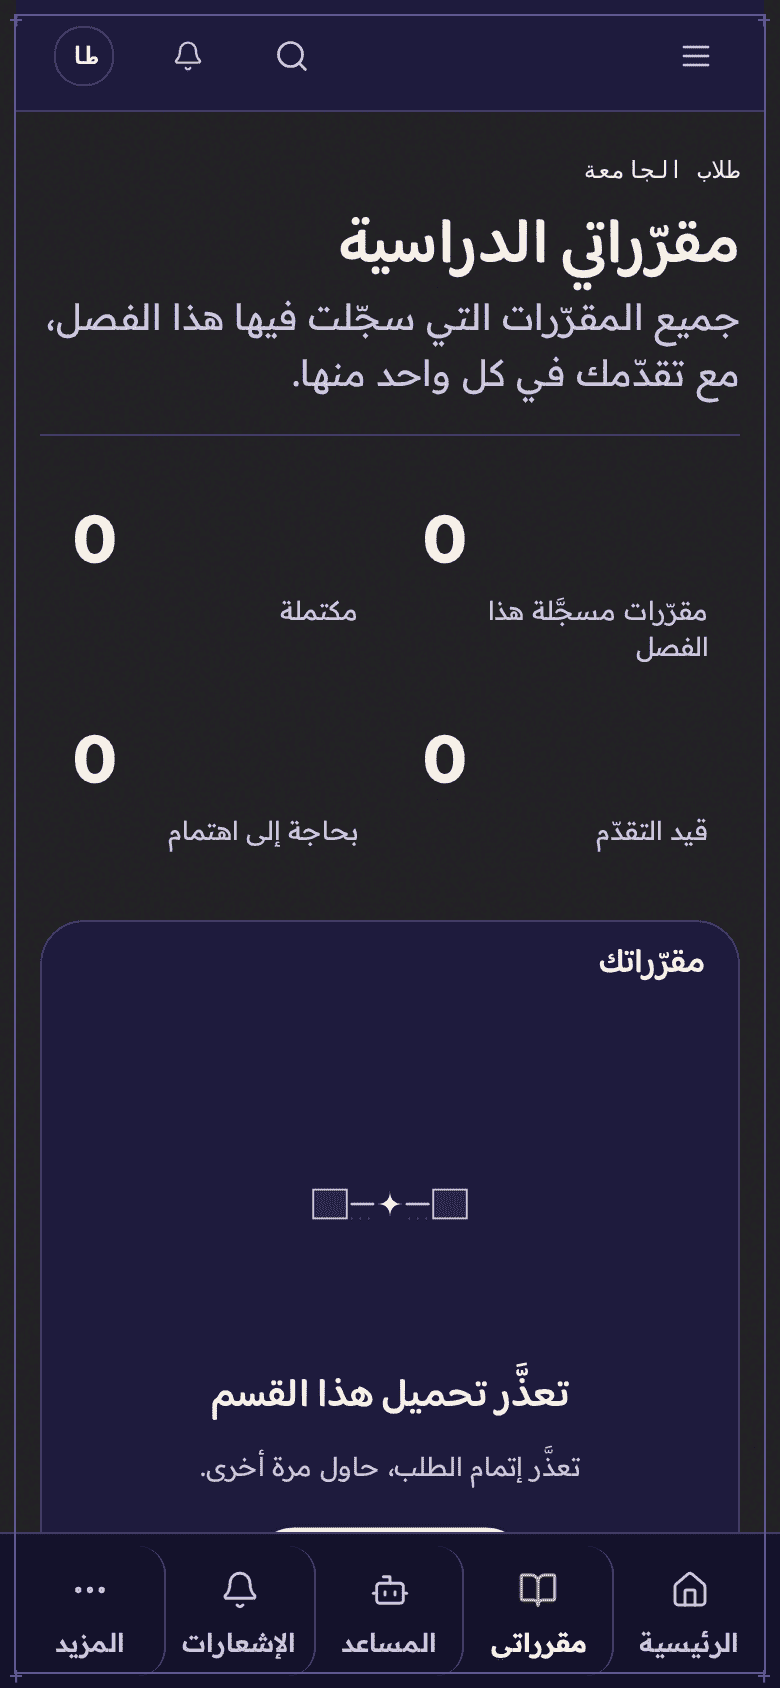 طا
طلاب الجامعة
مقرّراتي الدراسية
جميع المقرّرات التي سجّلت فيها هذا الفصل،
مع تقدّمك في كل واحد منها.
0
مقرّرات مسجَّلة هذا
الفصل
0
مكتملة
0
قيد التقدّم
0
بحاجة إلى اهتمام
مقرّراتك
تعذَّر تحميل هذا القسم
تعذَّر إتمام الطلب، حاول مرة أخرى.
الرئيسية
مقرراتى
المساعد
الإشعارات
المزيد